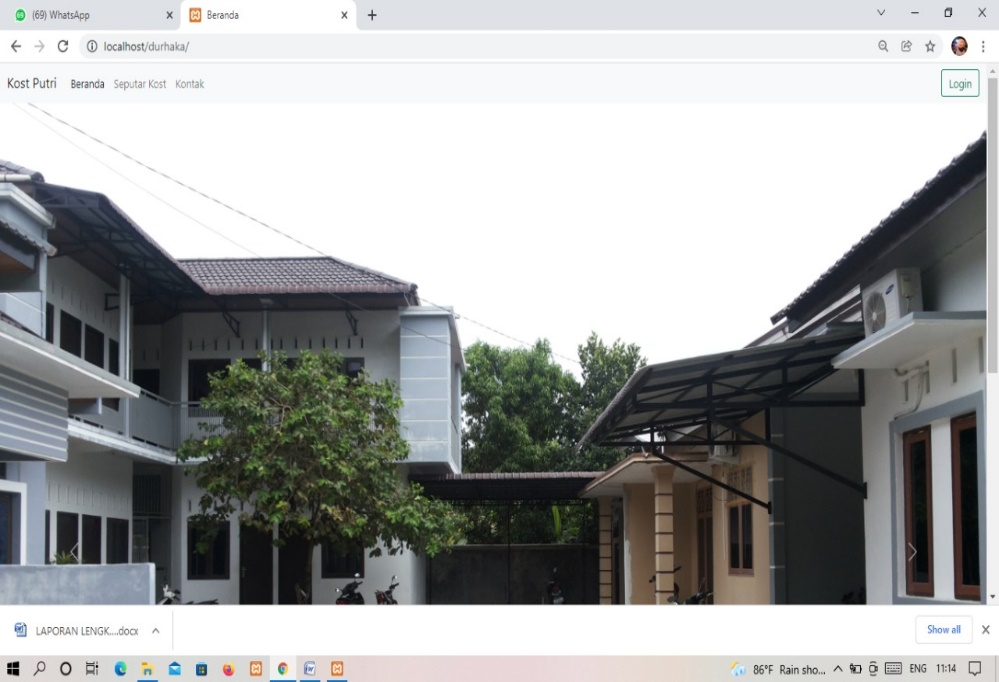 (69) WhatsApp
Beranda
localhost/durhaka/
Kost Putri Beranda Seputar Kost Kontak Login
LAPORAN LENGK....docx
Show all
86°F Rain sho... ENG 11:14